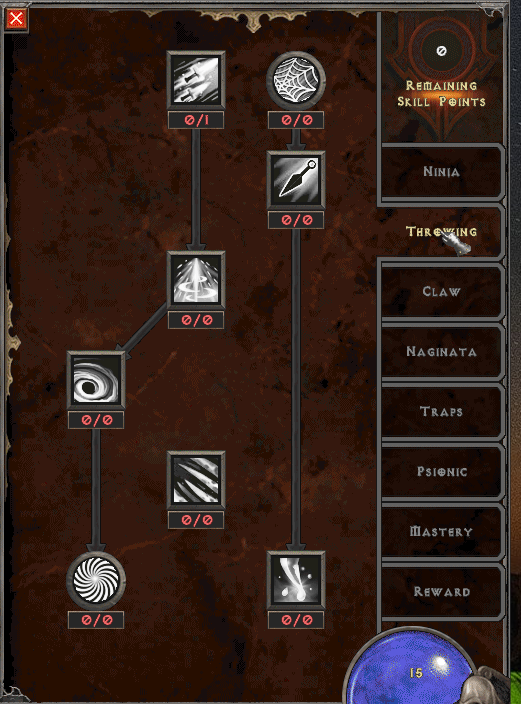 0
REMAINING
SKILL POINTS
0/1
0/0
NINJA
0/0
THROWING
CLAW
0/0
NAGINATA
0/0
TRAPS
PSIONIC
0/0
MASTERY
REWARD
0/0
0/0
15